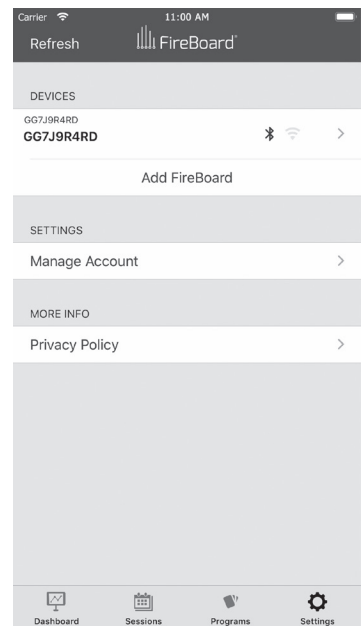 Carrier 11:00 AM
Refresh FireBoard
DEVICES
GG7J9R4RD
GG7J9R4RD
Add FireBoard
SETTINGS
Manage Account
MORE INFO
Privacy Policy
Dashboard Sessions Programs Settings